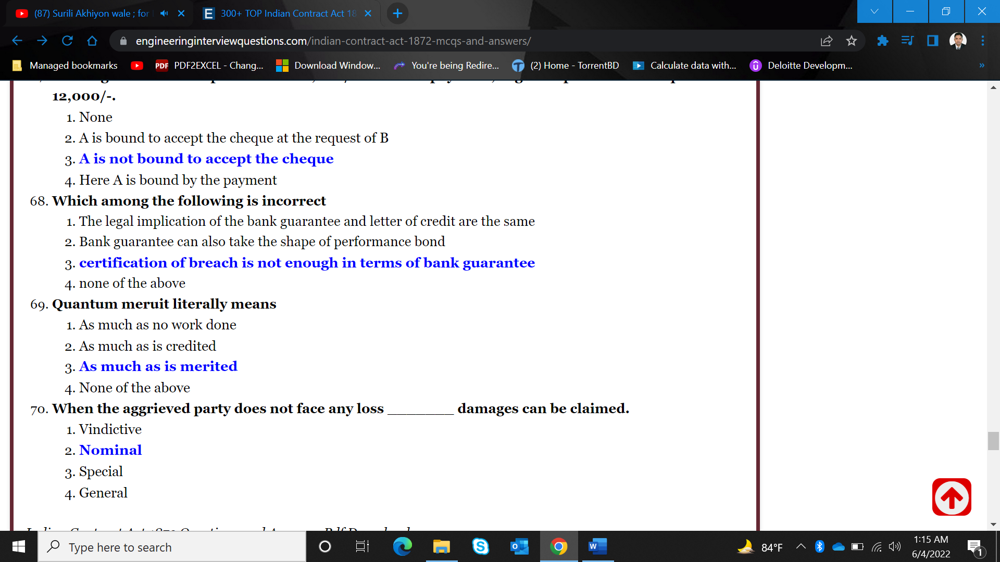 (87) Surili Akhiyon wale ; for
300+ TOP Indian Contract Act 18
engineeringinterviewquestions.com/indian-contract-act-1872-mcqs-and-answers/
Managed bookmarks
PDF PDF2EXCEL - Chang...
Download Window...
You're being Redire...
(2) Home - TorrentBD
Calculate data with...
Deloitte Developm...
»
12,000/-.
1. None
2. A is bound to accept the cheque at the request of B
3. A is not bound to accept the cheque
4. Here A is bound by the payment
68. Which among the following is incorrect
1. The legal implication of the bank guarantee and letter of credit are the same
2. Bank guarantee can also take the shape of performance bond
3. certification of breach is not enough in terms of bank guarantee
4. none of the above
69. Quantum meruit literally means
1. As much as no work done
2. As much as is credited
3. As much as is merited
4. None of the above
70. When the aggrieved party does not face any loss ________ damages can be claimed.
1. Vindictive
2. Nominal
3. Special
4. General
Type here to search
84°F
1:15 AM
6/4/2022
1